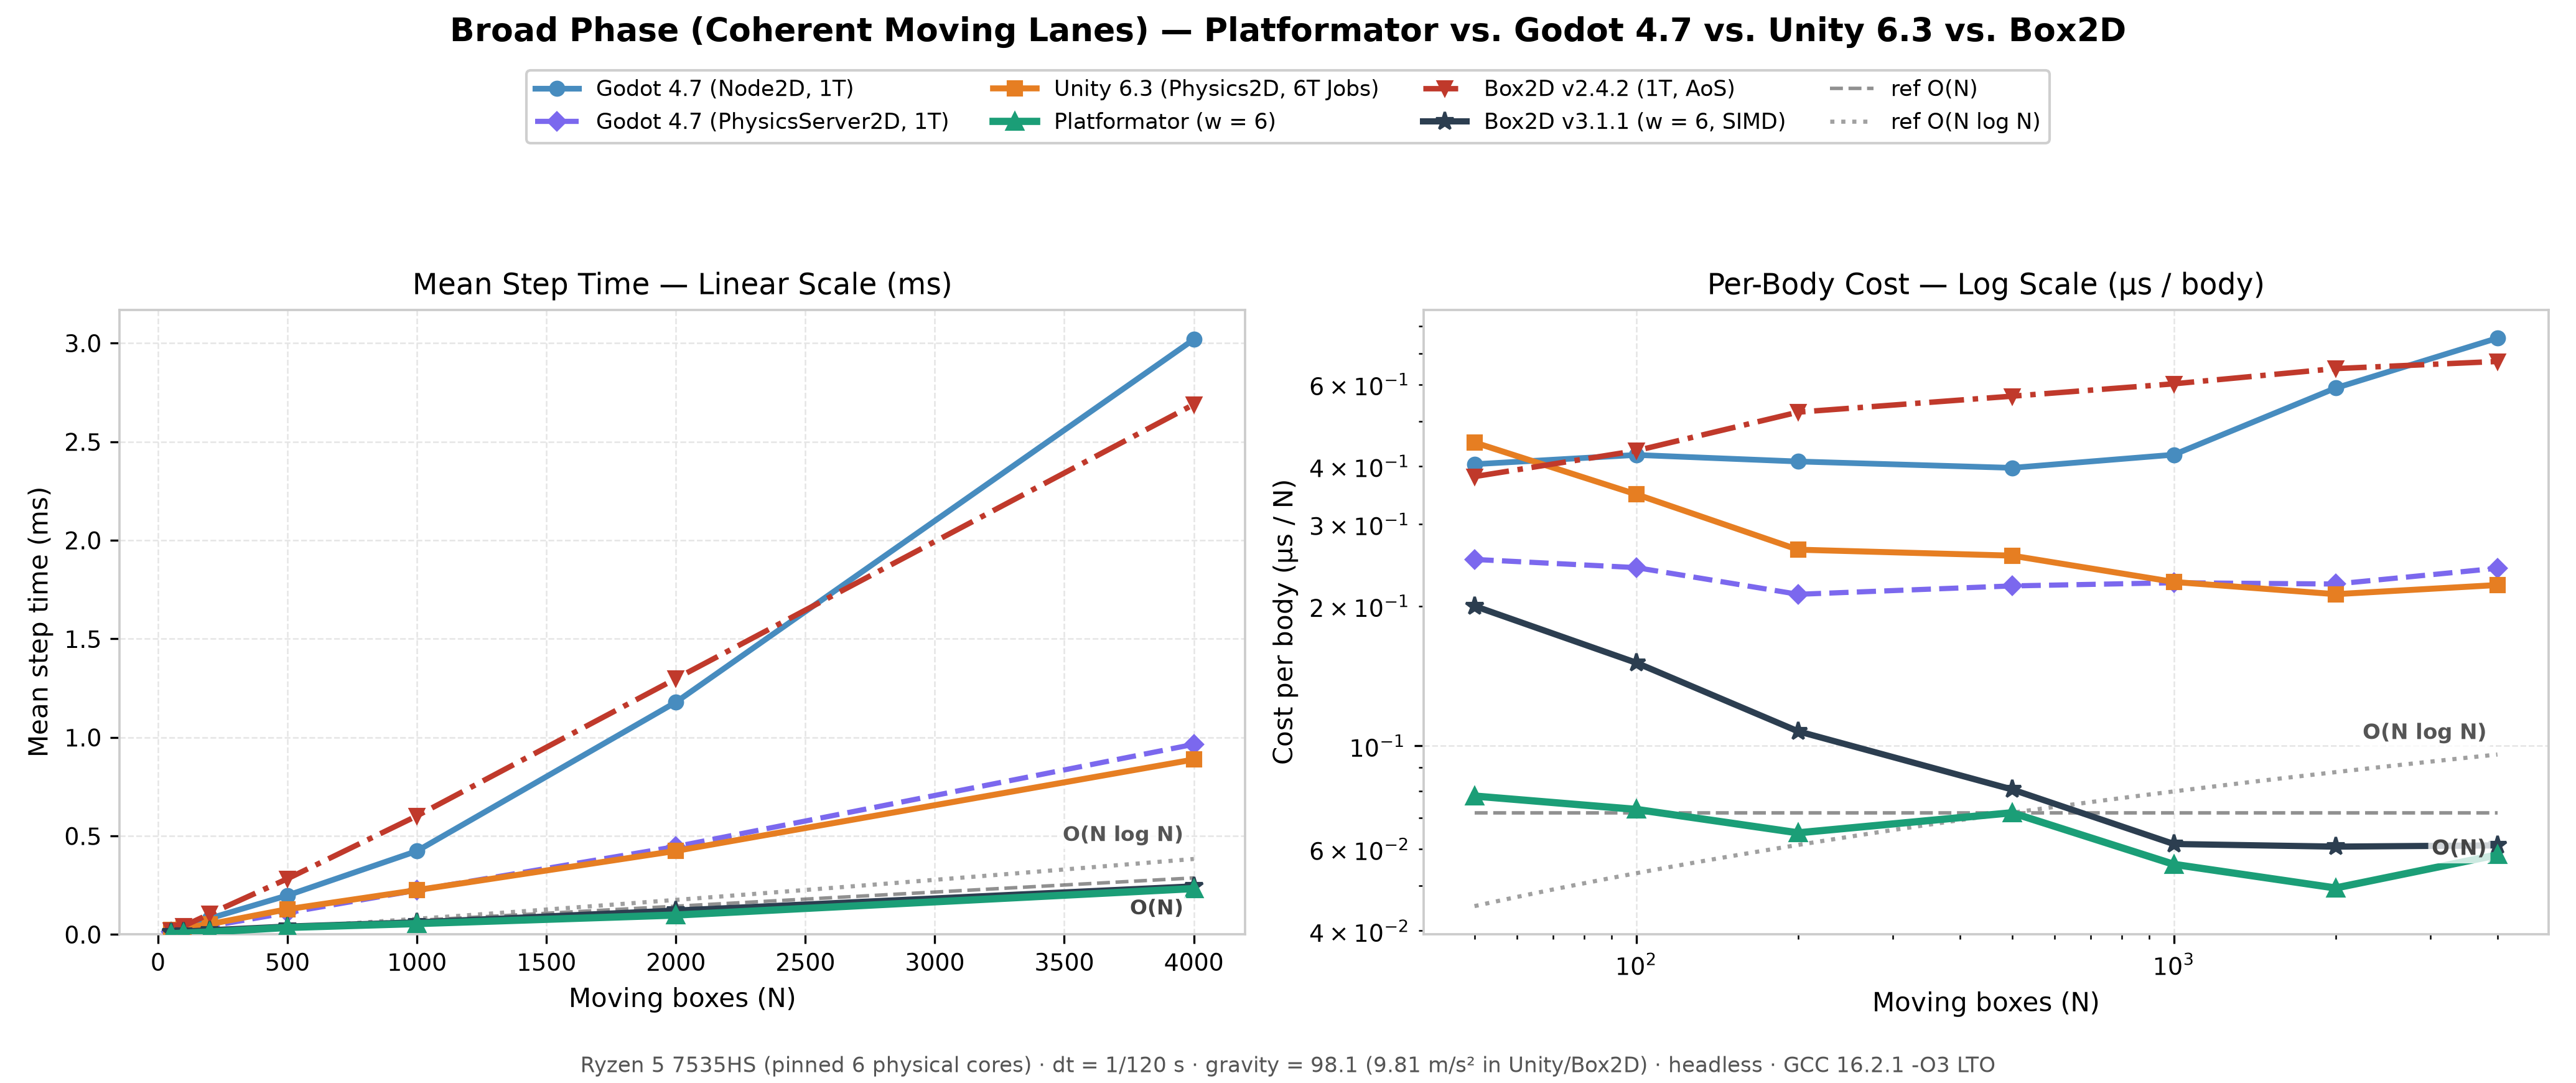 Broad Phase (Coherent Moving Lanes) — Platformator vs. Godot 4.7 vs. Unity 6.3 vs. Box2D
Godot 4.7 (Node2D, 1T)
Godot 4.7 (PhysicsServer2D, 1T)
Unity 6.3 (Physics2D, 6T Jobs)
Platformator (w = 6)
Box2D v2.4.2 (1T, AoS)
Box2D v3.1.1 (w = 6, SIMD)
ref O(N)
ref O(N log N)
Mean Step Time — Linear Scale (ms)
Mean step time (ms)
3.0
2.5
2.0
1.5
1.0
0.5
0.0
O(N log N)
O(N)
0 500 1000 1500 2000 2500 3000 3500 4000
Moving boxes (N)
Per-Body Cost — Log Scale (µs / body)
Cost per body (µs / N)
6 × 10⁻¹
4 × 10⁻¹
3 × 10⁻¹
2 × 10⁻¹
10⁻¹
6 × 10⁻²
4 × 10⁻²
O(N log N)
O(N)
10² 10³
Moving boxes (N)
Ryzen 5 7535HS (pinned 6 physical cores) · dt = 1/120 s · gravity = 98.1 (9.81 m/s² in Unity/Box2D) · headless · GCC 16.2.1 -O3 LTO